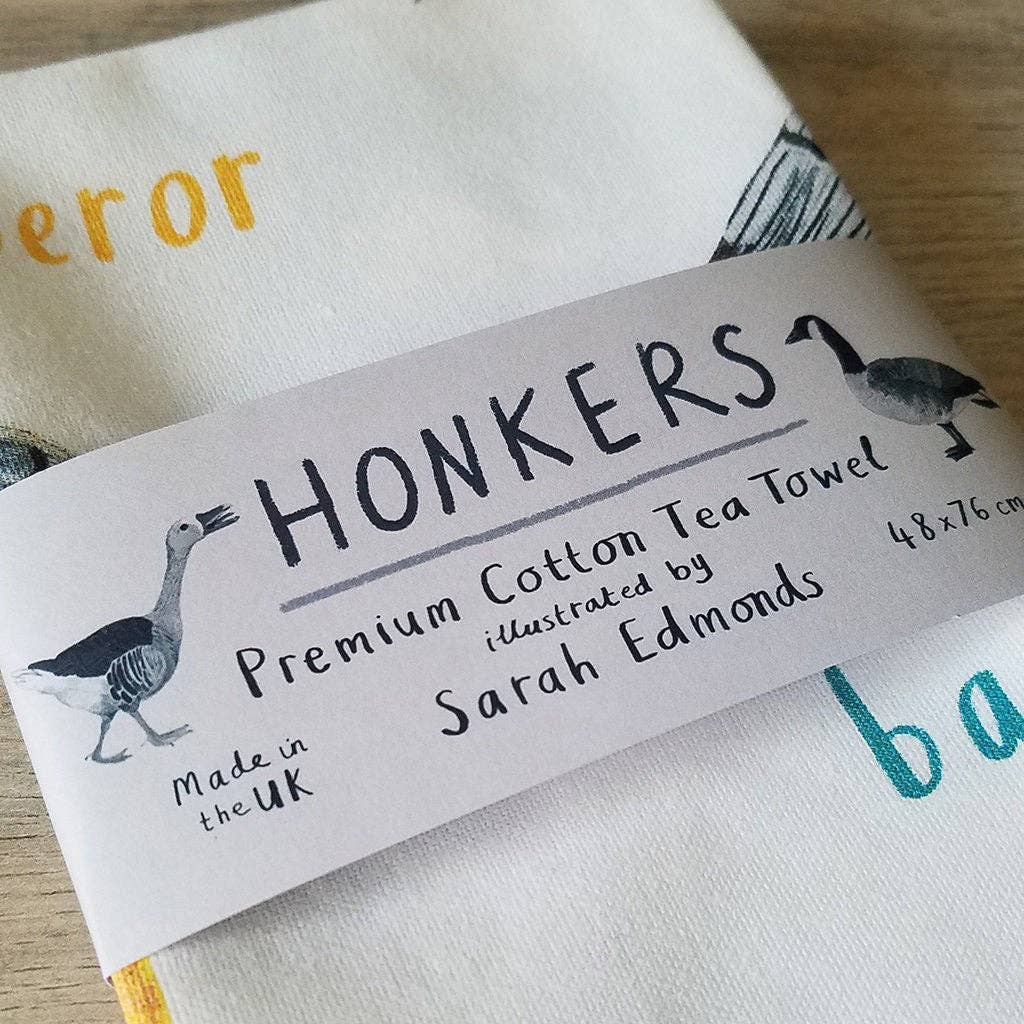 eror
HONKERS
Premium Cotton Tea Towel
illustrated by
Sarah Edmonds
48x76 cm
Made in
the UK
ba